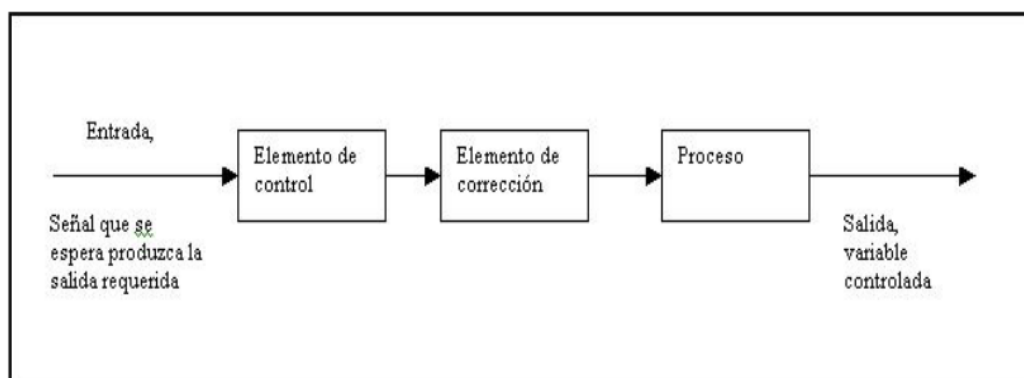 Entrada,
Señal que se
espera produzca la
salida requerida
Elemento de
control
Elemento de
corrección
Proceso
Salida,
variable
controlada